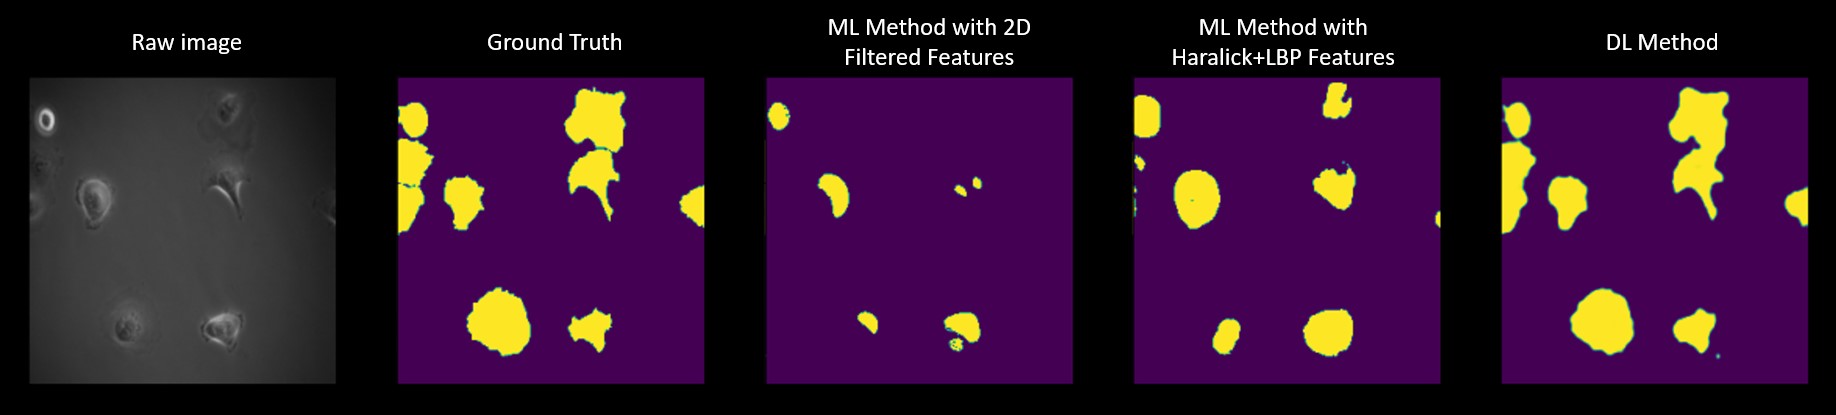 Raw image
Ground Truth
ML Method with 2D
Filtered Features
ML Method with
Haralick+LBP Features
DL Method